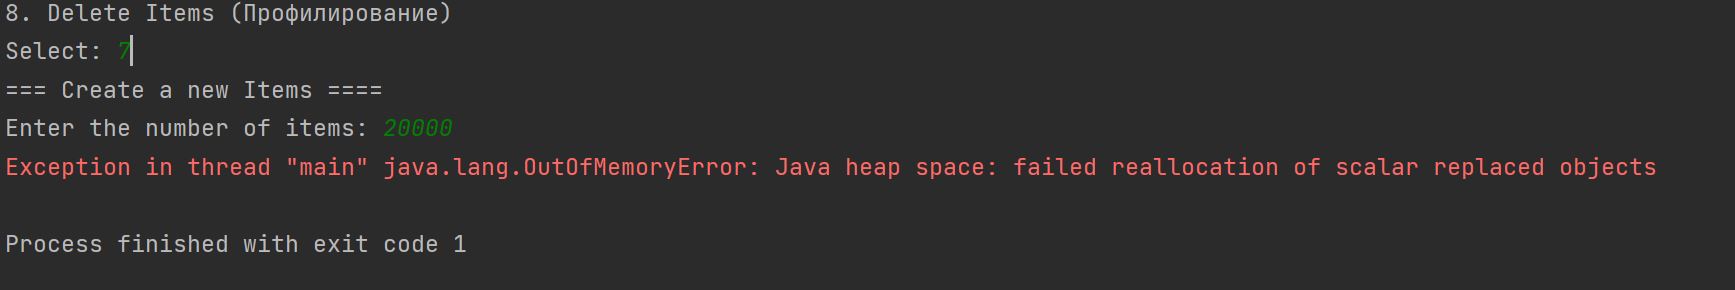 8. Delete Items (Профилирование)
Select: 7
=== Create a new Items ====
Enter the number of items: 20000
Exception in thread "main" java.lang.OutOfMemoryError: Java heap space: failed reallocation of scalar replaced objects
Process finished with exit code 1